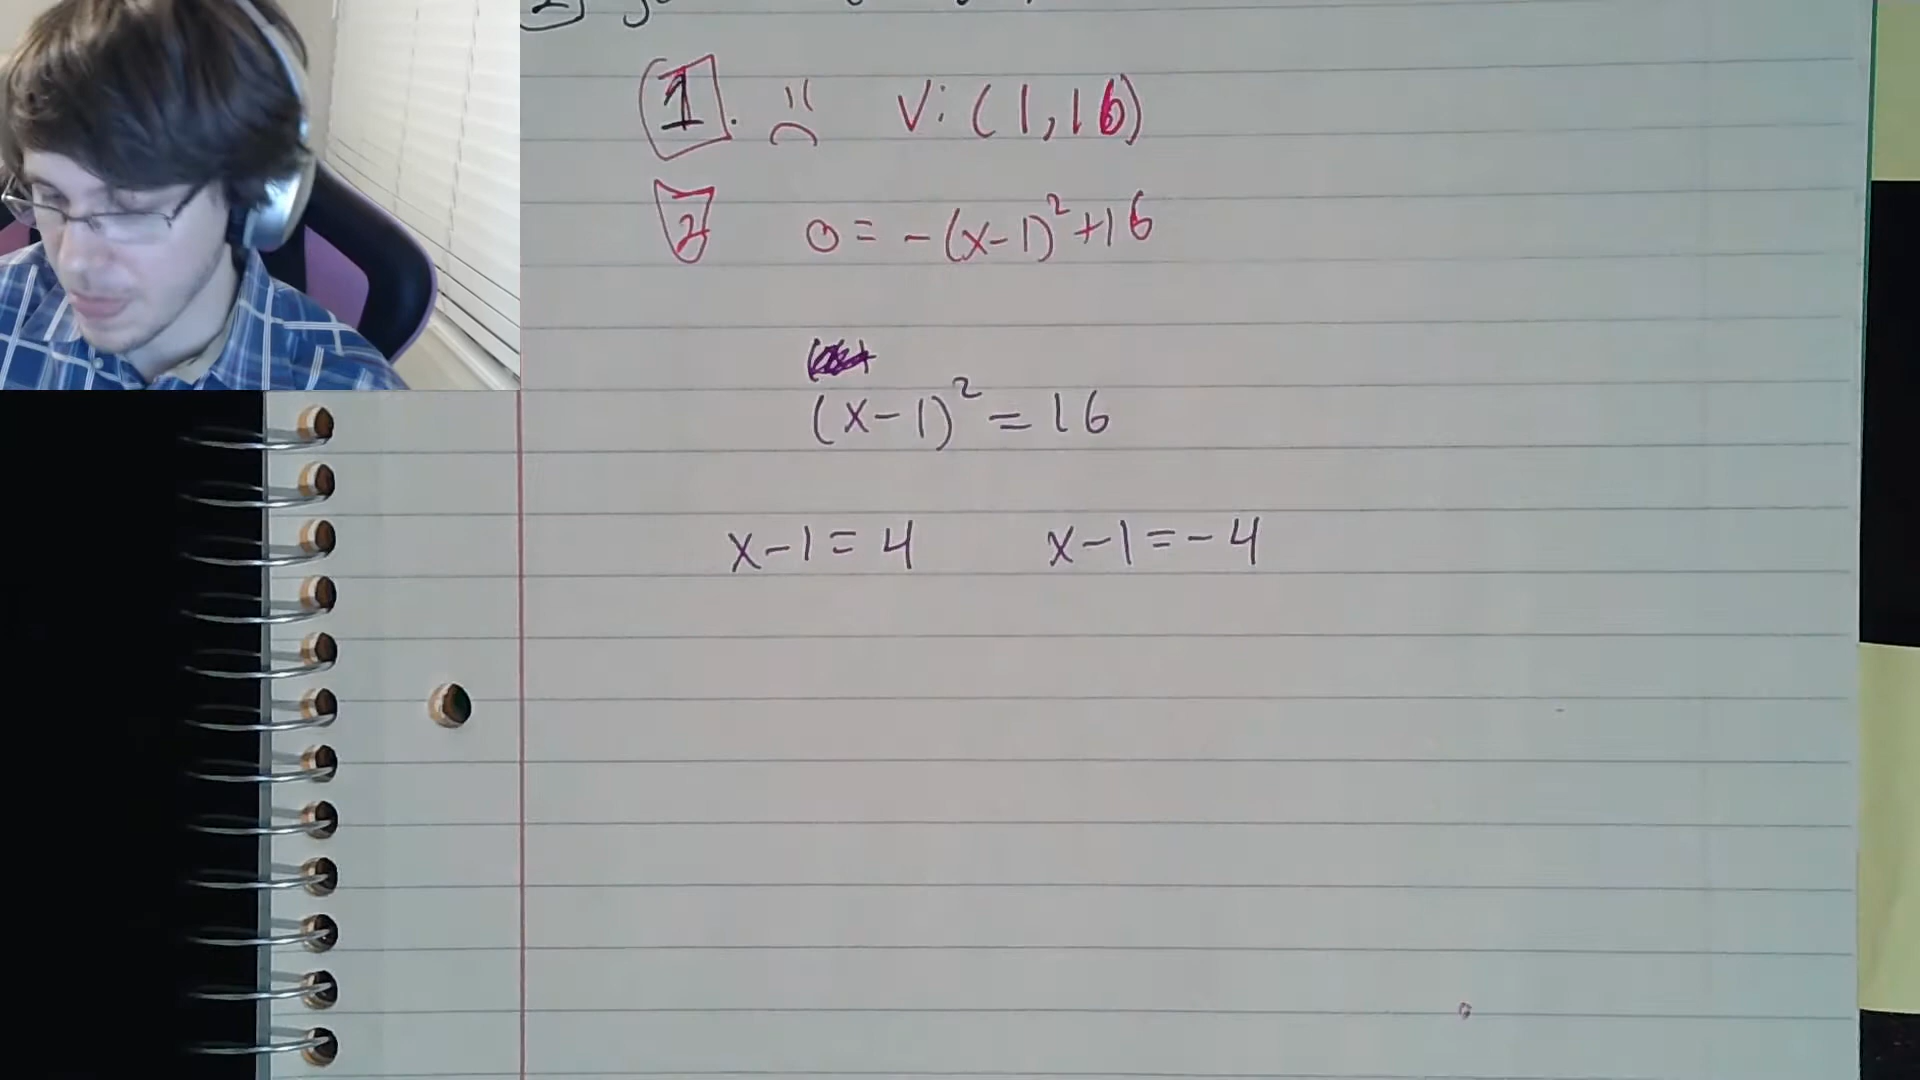 1. V: (1,16)
2 0 = -(x-1)²+16
(x-1)² = 16
x-1 = 4 x-1 = -4